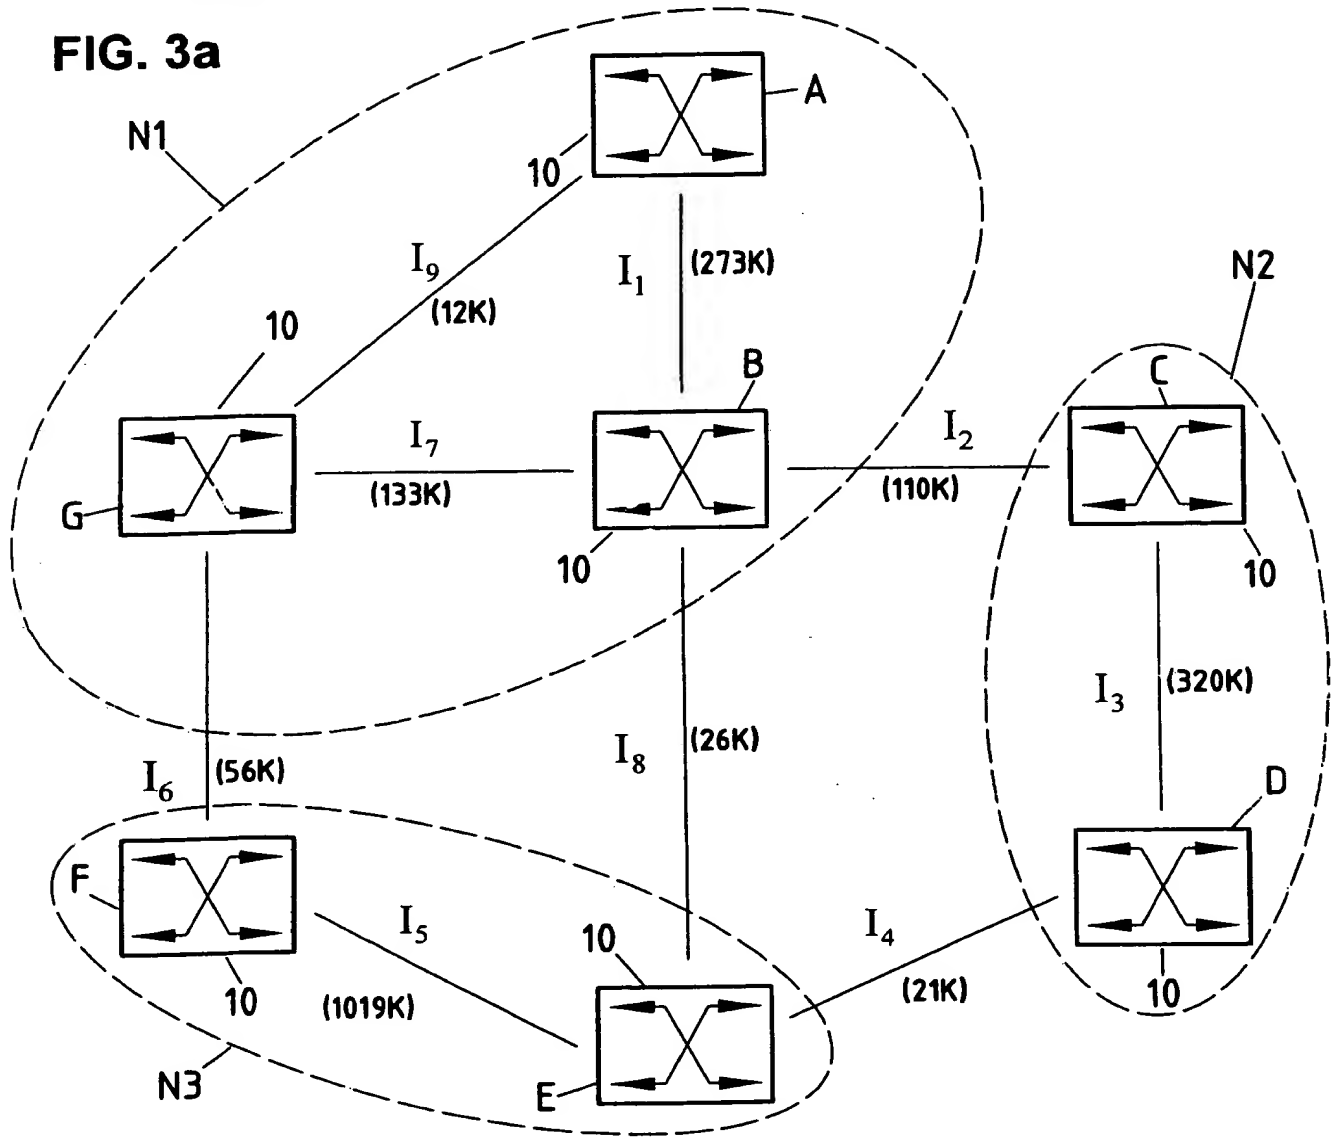 FIG. 3a
A
N1
10
I9
(12K)
I1
(273K)
N2
10
B
C
I7
(133K)
I2
(110K)
G
10
10
I3
(320K)
I8
(26K)
I6
(56K)
D
F
I5
10
I4
10
(1019K)
(21K)
10
N3
E